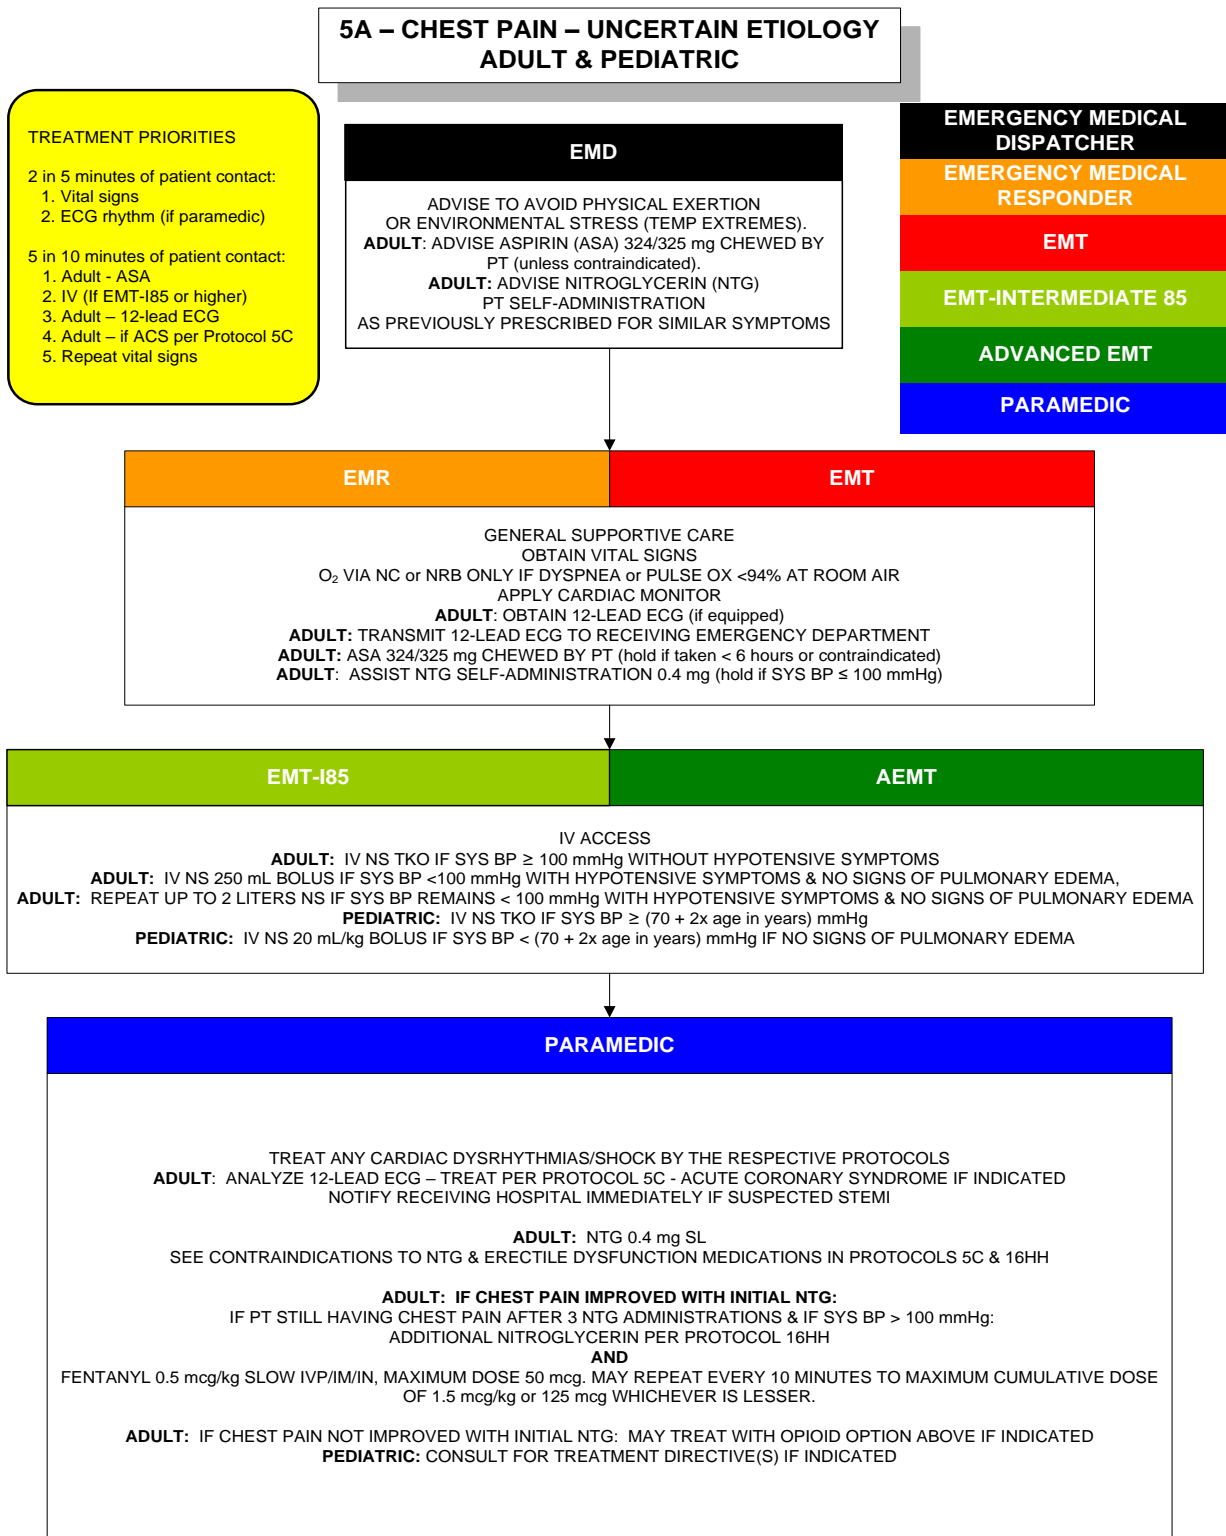 5A – CHEST PAIN – UNCERTAIN ETIOLOGY
ADULT & PEDIATRIC
TREATMENT PRIORITIES
2 in 5 minutes of patient contact:
1. Vital signs
2. ECG rhythm (if paramedic)
5 in 10 minutes of patient contact:
1. Adult - ASA
2. IV (If EMT-I85 or higher)
3. Adult – 12-lead ECG
4. Adult – if ACS per Protocol 5C
5. Repeat vital signs
EMD
ADVISE TO AVOID PHYSICAL EXERTION
OR ENVIRONMENTAL STRESS (TEMP EXTREMES).
ADULT: ADVISE ASPIRIN (ASA) 324/325 mg CHEWED BY
PT (unless contraindicated).
ADULT: ADVISE NITROGLYCERIN (NTG)
PT SELF-ADMINISTRATION
AS PREVIOUSLY PRESCRIBED FOR SIMILAR SYMPTOMS
EMERGENCY MEDICAL
DISPATCHER
EMERGENCY MEDICAL
RESPONDER
EMT
EMT-INTERMEDIATE 85
ADVANCED EMT
PARAMEDIC
EMR
EMT
GENERAL SUPPORTIVE CARE
OBTAIN VITAL SIGNS
O₂ VIA NC or NRB ONLY IF DYSPNEA or PULSE OX <94% AT ROOM AIR
APPLY CARDIAC MONITOR
ADULT: OBTAIN 12-LEAD ECG (if equipped)
ADULT: TRANSMIT 12-LEAD ECG TO RECEIVING EMERGENCY DEPARTMENT
ADULT: ASA 324/325 mg CHEWED BY PT (hold if taken < 6 hours or contraindicated)
ADULT: ASSIST NTG SELF-ADMINISTRATION 0.4 mg (hold if SYS BP ≤ 100 mmHg)
EMT-I85
AEMT
IV ACCESS
ADULT: IV NS TKO IF SYS BP ≥ 100 mmHg WITHOUT HYPOTENSIVE SYMPTOMS
ADULT: IV NS 250 mL BOLUS IF SYS BP <100 mmHg WITH HYPOTENSIVE SYMPTOMS & NO SIGNS OF PULMONARY EDEMA,
ADULT: REPEAT UP TO 2 LITERS NS IF SYS BP REMAINS < 100 mmHg WITH HYPOTENSIVE SYMPTOMS & NO SIGNS OF PULMONARY EDEMA
PEDIATRIC: IV NS TKO IF SYS BP ≥ (70 + 2x age in years) mmHg
PEDIATRIC: IV NS 20 mL/kg BOLUS IF SYS BP < (70 + 2x age in years) mmHg IF NO SIGNS OF PULMONARY EDEMA
PARAMEDIC
TREAT ANY CARDIAC DYSRHYTHMIAS/SHOCK BY THE RESPECTIVE PROTOCOLS
ADULT: ANALYZE 12-LEAD ECG – TREAT PER PROTOCOL 5C - ACUTE CORONARY SYNDROME IF INDICATED
NOTIFY RECEIVING HOSPITAL IMMEDIATELY IF SUSPECTED STEMI
ADULT: NTG 0.4 mg SL
SEE CONTRAINDICATIONS TO NTG & ERECTILE DYSFUNCTION MEDICATIONS IN PROTOCOLS 5C & 16HH
ADULT: IF CHEST PAIN IMPROVED WITH INITIAL NTG:
IF PT STILL HAVING CHEST PAIN AFTER 3 NTG ADMINISTRATIONS & IF SYS BP > 100 mmHg:
ADDITIONAL NITROGLYCERIN PER PROTOCOL 16HH
AND
FENTANYL 0.5 mcg/kg SLOW IVP/IM/IN, MAXIMUM DOSE 50 mcg. MAY REPEAT EVERY 10 MINUTES TO MAXIMUM CUMULATIVE DOSE
OF 1.5 mcg/kg or 125 mcg WHICHEVER IS LESSER.
ADULT: IF CHEST PAIN NOT IMPROVED WITH INITIAL NTG: MAY TREAT WITH OPIOID OPTION ABOVE IF INDICATED
PEDIATRIC: CONSULT FOR TREATMENT DIRECTIVE(S) IF INDICATED